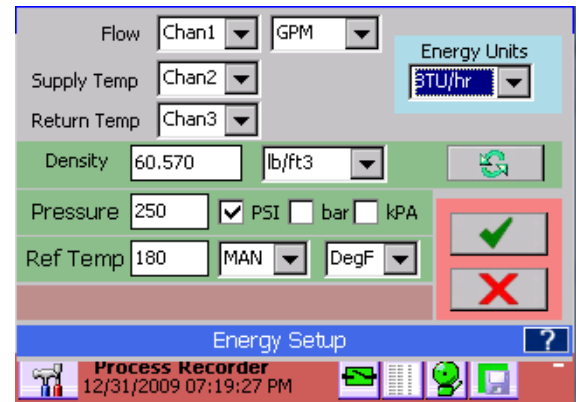 Flow Chan1 GPM
Energy Units
Supply Temp Chan2 BTU/hr
Return Temp Chan3
Density 60.570 lb/ft3
Pressure 250 PSI bar kPA
Ref Temp 180 MAN DegF
Energy Setup ?
Process Recorder
12/31/2009 07:19:27 PM